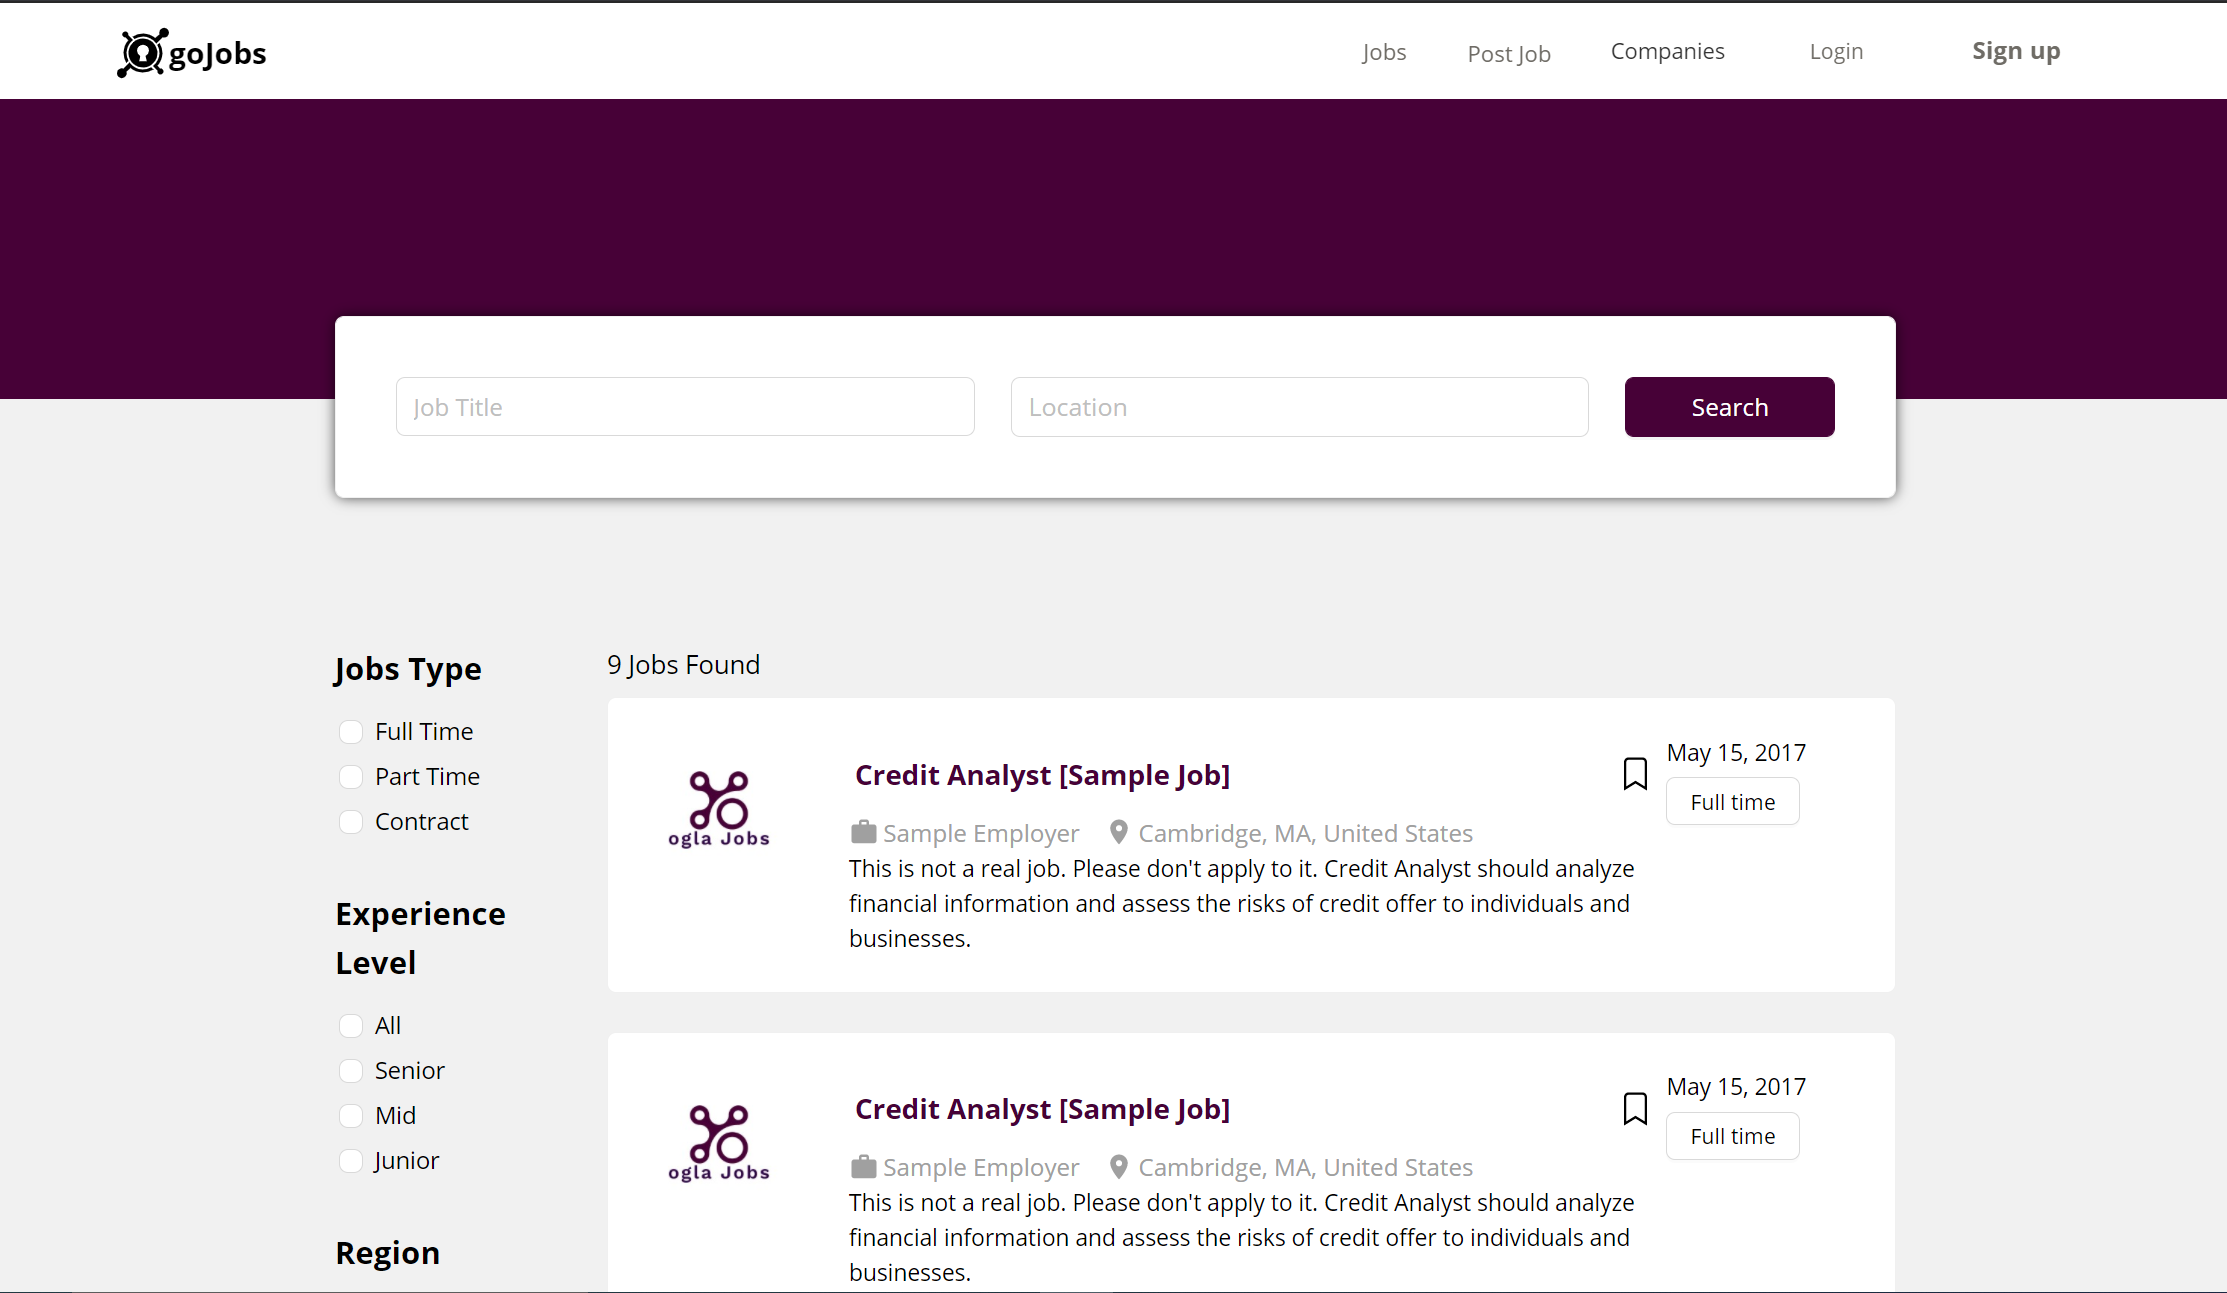 goJobs
Jobs Post Job Companies Login Sign up
Job Title
Location
Search
Jobs Type
Full Time
Part Time
Contract
Experience
Level
All
Senior
Mid
Junior
Region
9 Jobs Found
ogla Jobs
Credit Analyst [Sample Job]
May 15, 2017
Full time
Sample Employer Cambridge, MA, United States
This is not a real job. Please don't apply to it. Credit Analyst should analyze
financial information and assess the risks of credit offer to individuals and
businesses.
ogla Jobs
Credit Analyst [Sample Job]
May 15, 2017
Full time
Sample Employer Cambridge, MA, United States
This is not a real job. Please don't apply to it. Credit Analyst should analyze
financial information and assess the risks of credit offer to individuals and
businesses.